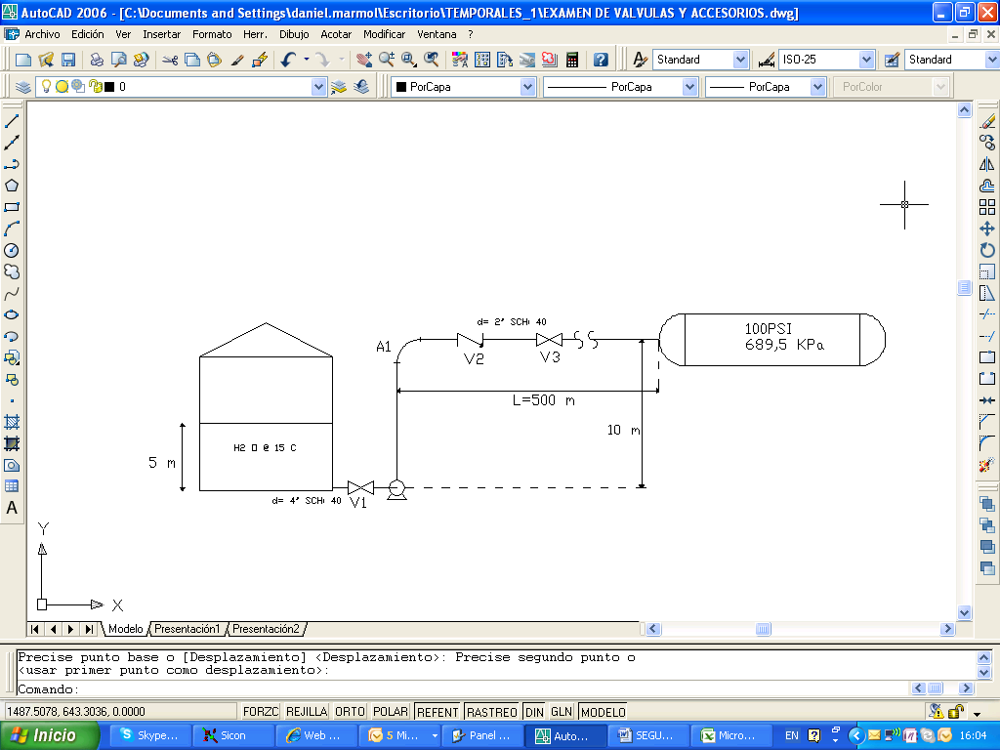 AutoCAD 2006 - [C:\Documents and Settings\daniel.marmol\Escritorio\TEMPORALES_1\EXAMEN DE VALVULAS Y ACCESORIOS.dwg]
Archivo Edición Ver Insertar Formato Herr. Dibujo Acotar Modificar Ventana ?
Standard ISO-25 Standard
0 PorCapa PorCapa PorCapa PorColor
d= 2" SCH: 40
A1
V2
V3
100PSI
689,5 KPa
L=500 m
10 m
5 m
H2 O @ 15 C
d= 4" SCH: 40
V1
A
Y
X
Modelo Presentación1 Presentación2
Precise punto base o [Desplazamiento] <Desplazamiento>: Precise segundo punto o
<usar primer punto como desplazamiento>:
Comando:
1487.5078, 643.3036, 0.0000 FORZC REJILLA ORTO POLAR REFENT RASTREO DIN GLN MODELO
Inicio Skype... Sicon Web ... 5 Mi... Panel ... Auto... SEGU... Micro... EN 16:04